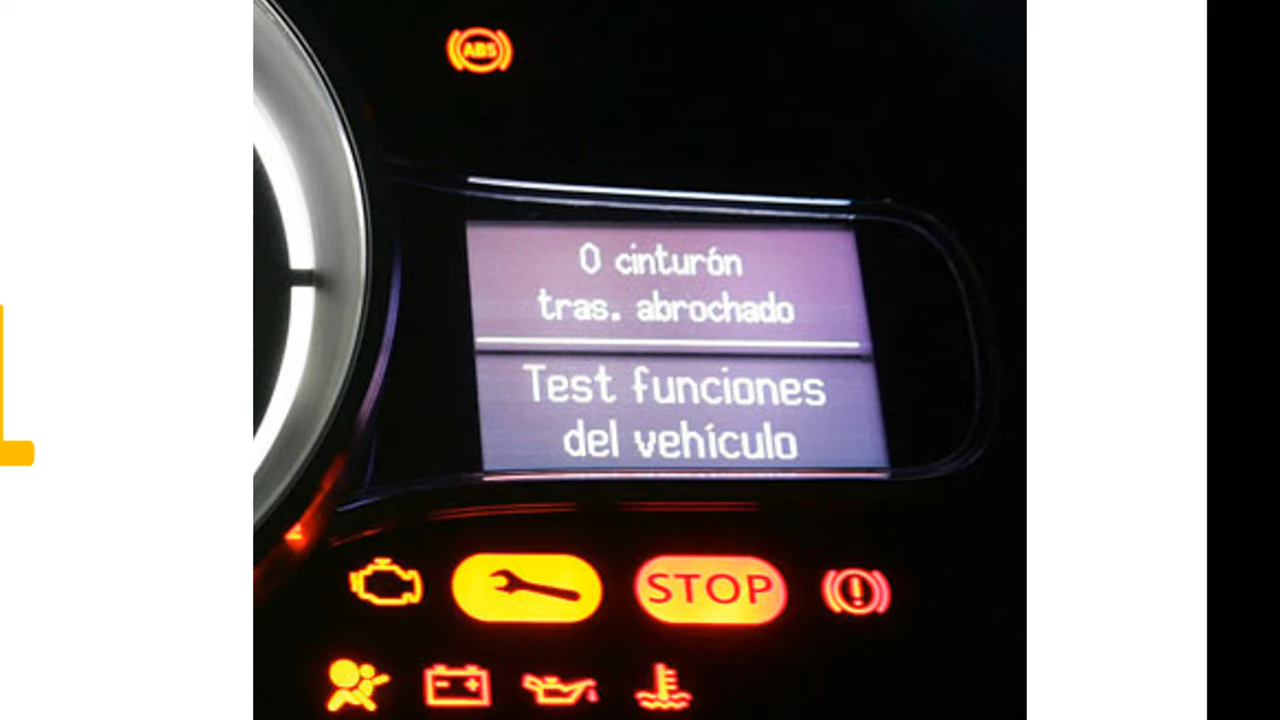 ABS
0 cinturón
tras. abrochado
Test funciones
del vehículo
STOP